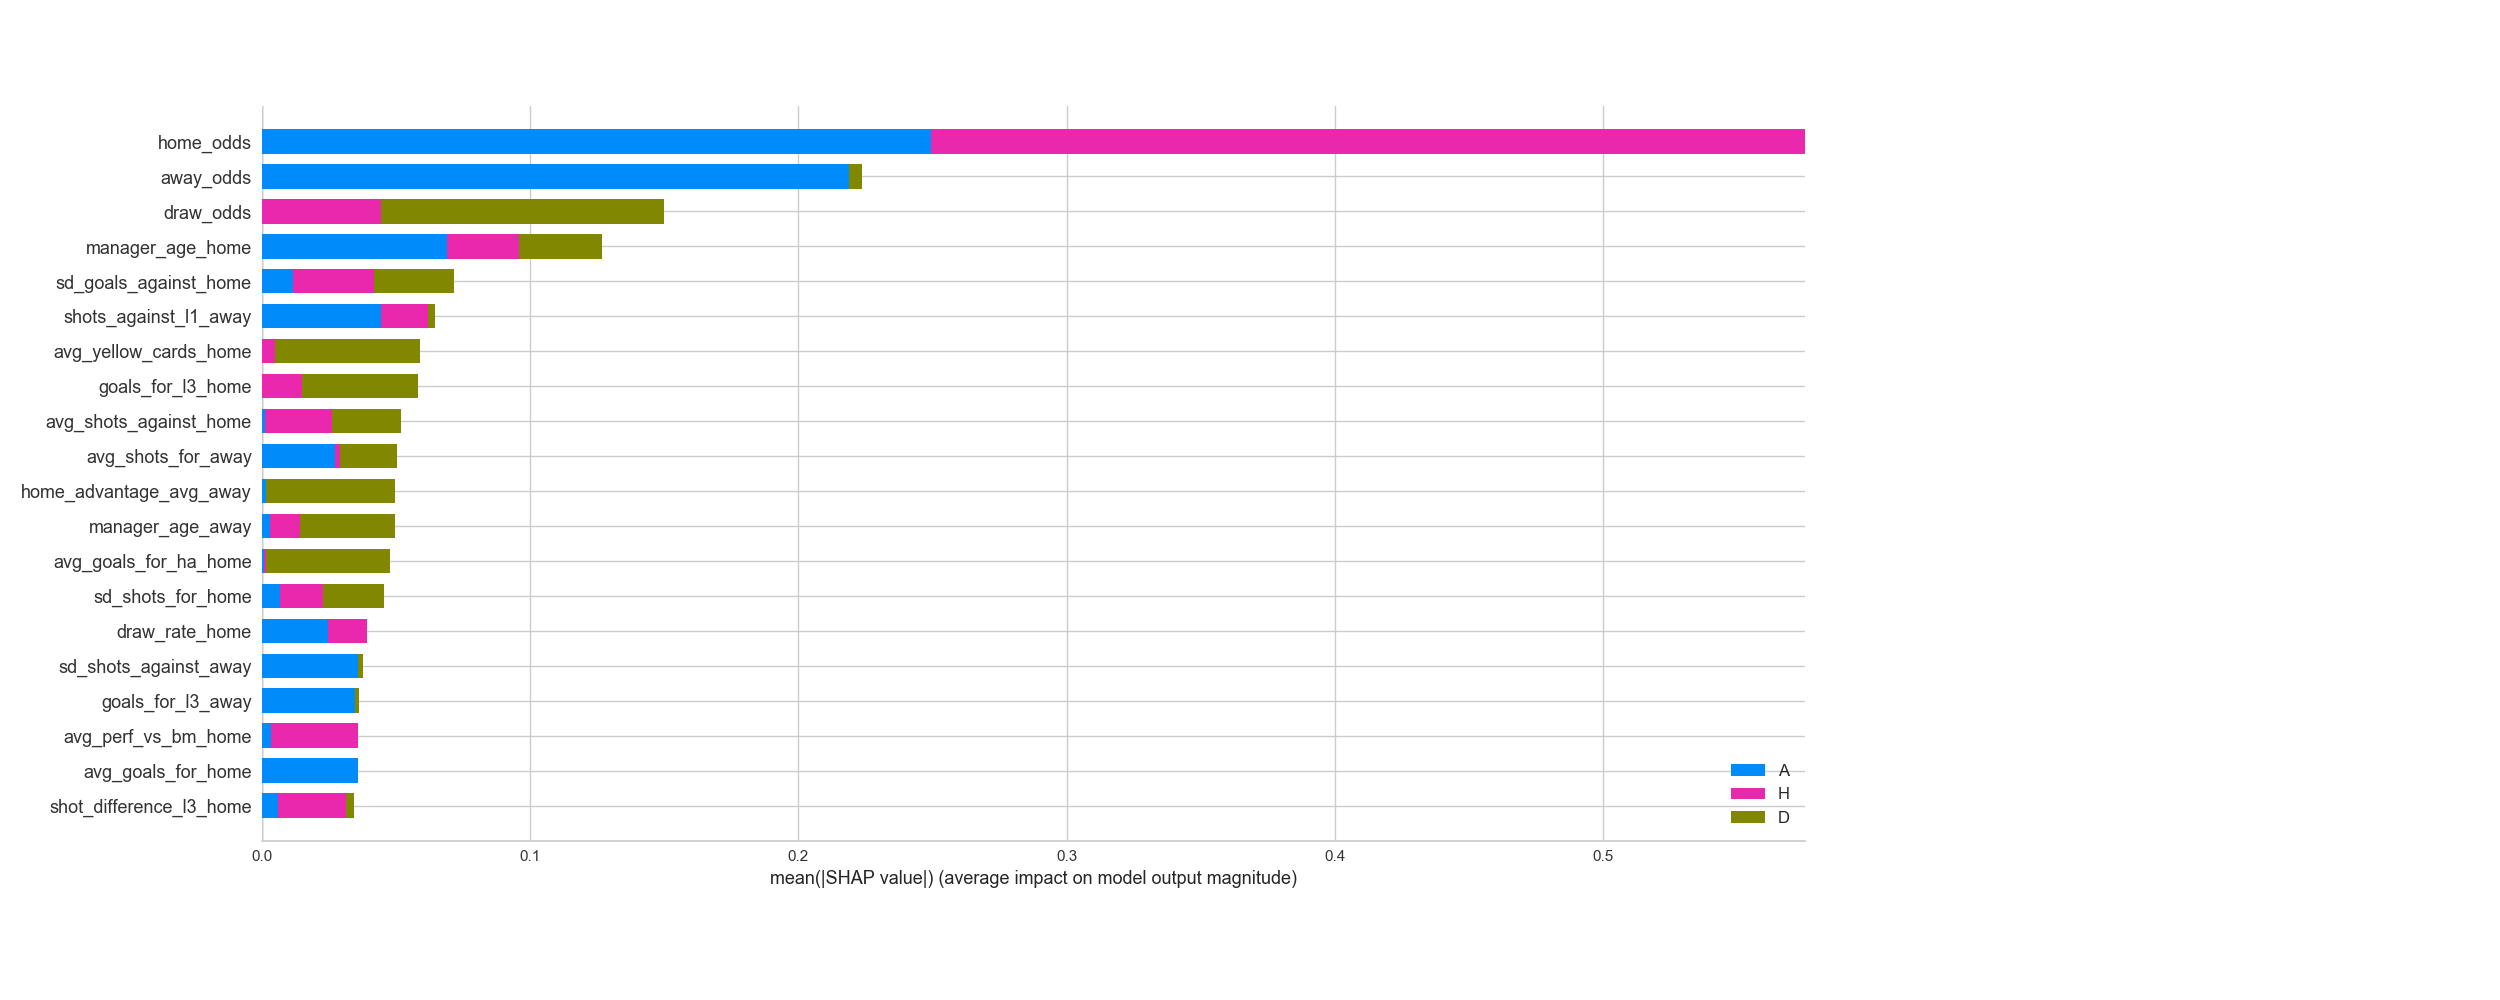 home_odds
away_odds
draw_odds
manager_age_home
sd_goals_against_home
shots_against_l1_away
avg_yellow_cards_home
goals_for_l3_home
avg_shots_against_home
avg_shots_for_away
home_advantage_avg_away
manager_age_away
avg_goals_for_ha_home
sd_shots_for_home
draw_rate_home
sd_shots_against_away
goals_for_l3_away
avg_perf_vs_bm_home
avg_goals_for_home
shot_difference_l3_home
A
H
D
0.0 0.1 0.2 0.3 0.4 0.5
mean(|SHAP value|) (average impact on model output magnitude)